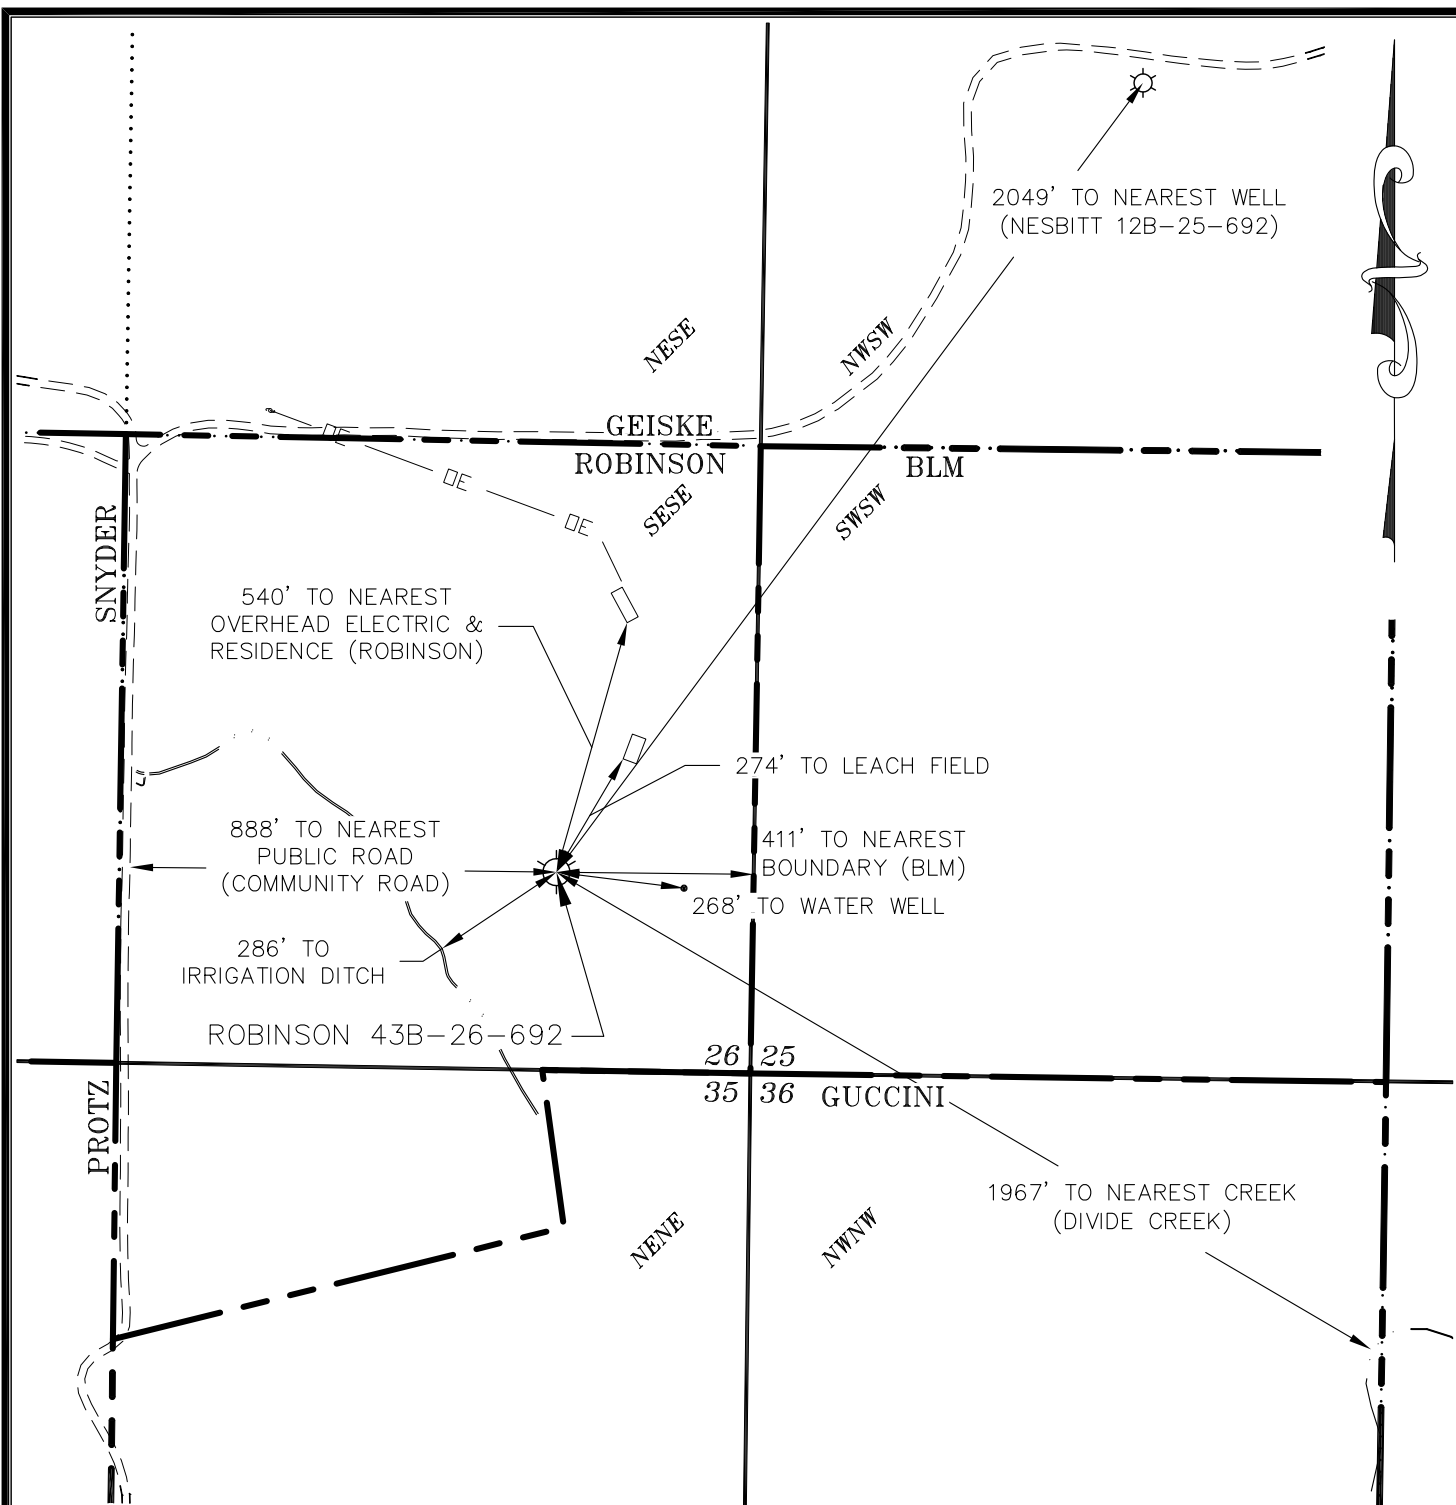 2049' TO NEAREST WELL
(NESBITT 12B-25-692)
NESE
NWSW
GEISKE
ROBINSON
BLM
OE
OE
OE
SESE
SWSW
SNYDER
540' TO NEAREST
OVERHEAD ELECTRIC &
RESIDENCE (ROBINSON)
274' TO LEACH FIELD
888' TO NEAREST
PUBLIC ROAD
(COMMUNITY ROAD)
411' TO NEAREST
BOUNDARY (BLM)
268' TO WATER WELL
286' TO
IRRIGATION DITCH
ROBINSON 43B-26-692
26 25
35 36
GUCCINI
PROTZ
1967' TO NEAREST CREEK
(DIVIDE CREEK)
NENE
NWNW